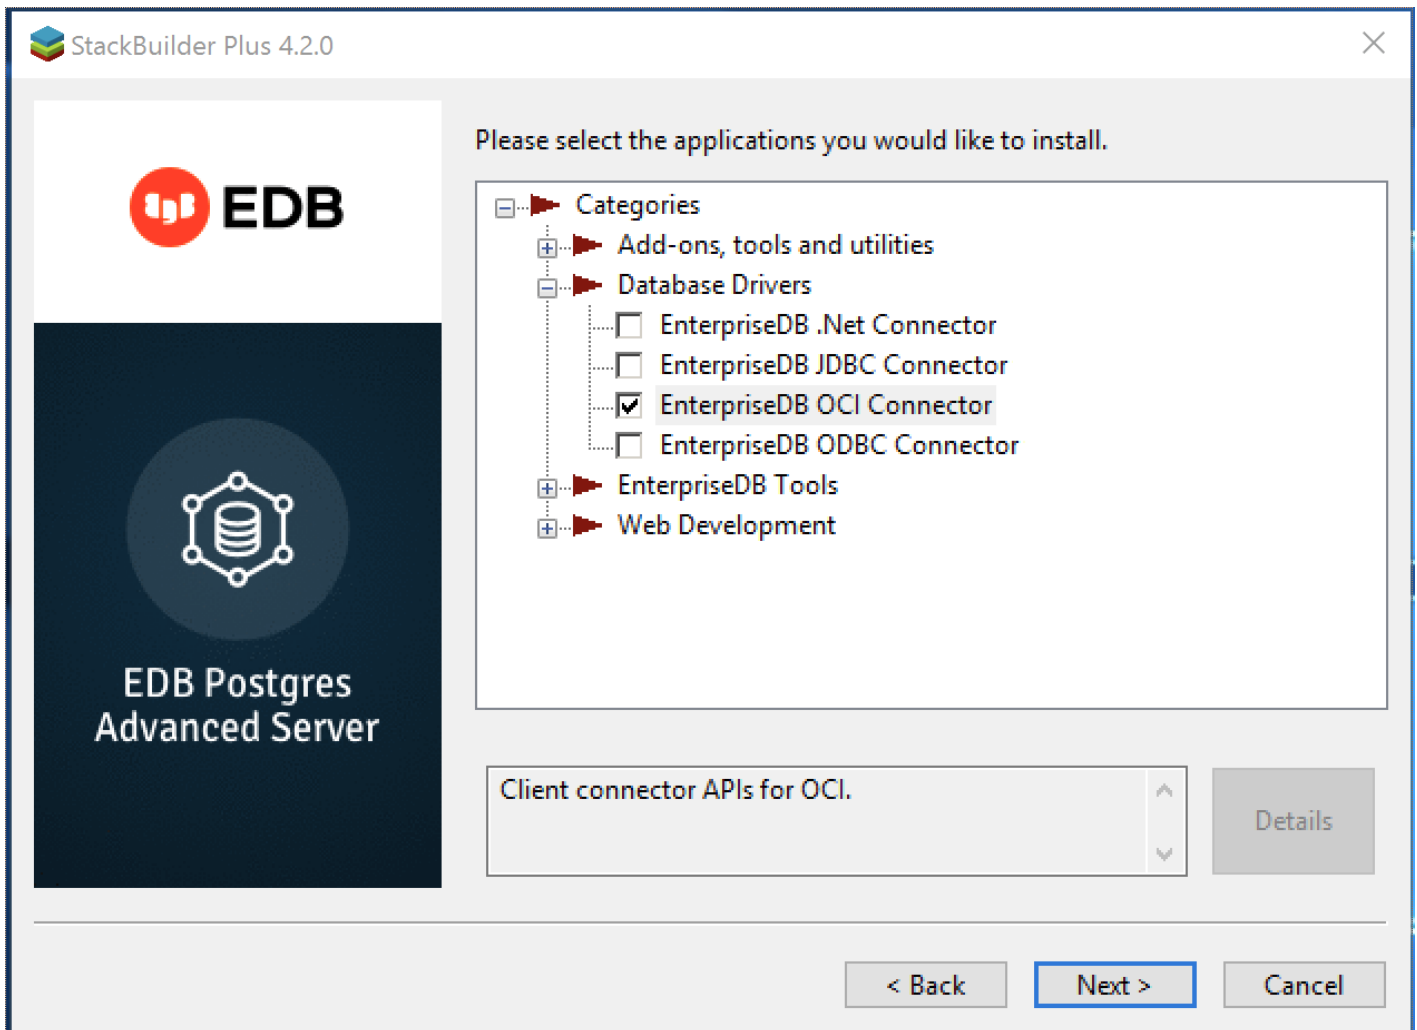 StackBuilder Plus 4.2.0
EDB
EDB Postgres
Advanced Server
Please select the applications you would like to install.
Categories
Add-ons, tools and utilities
Database Drivers
EnterpriseDB .Net Connector
EnterpriseDB JDBC Connector
EnterpriseDB OCI Connector
EnterpriseDB ODBC Connector
EnterpriseDB Tools
Web Development
Client connector APIs for OCI.
Details
< Back
Next >
Cancel